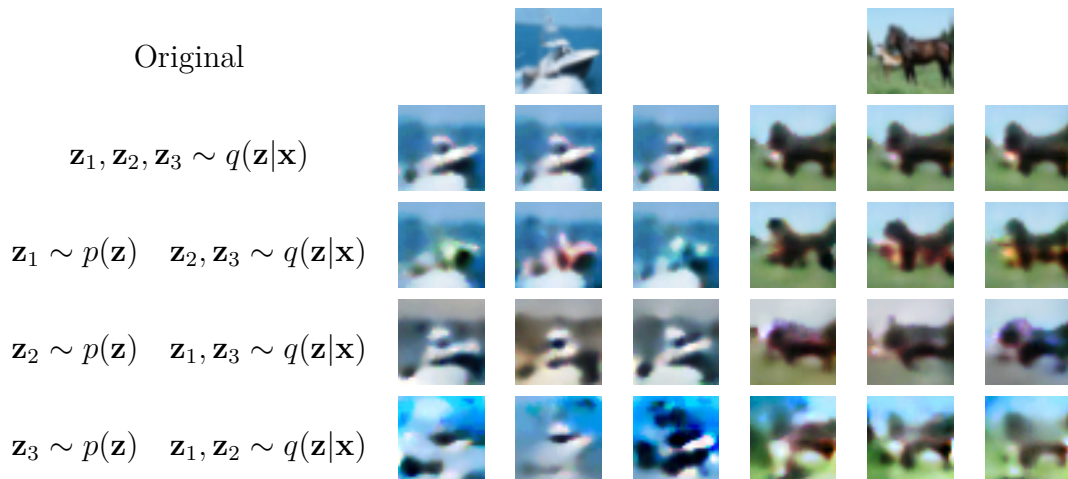 Original
z₁, z₂, z₃ ∼ q(z|x)
z₁ ∼ p(z) z₂, z₃ ∼ q(z|x)
z₂ ∼ p(z) z₁, z₃ ∼ q(z|x)
z₃ ∼ p(z) z₁, z₂ ∼ q(z|x)